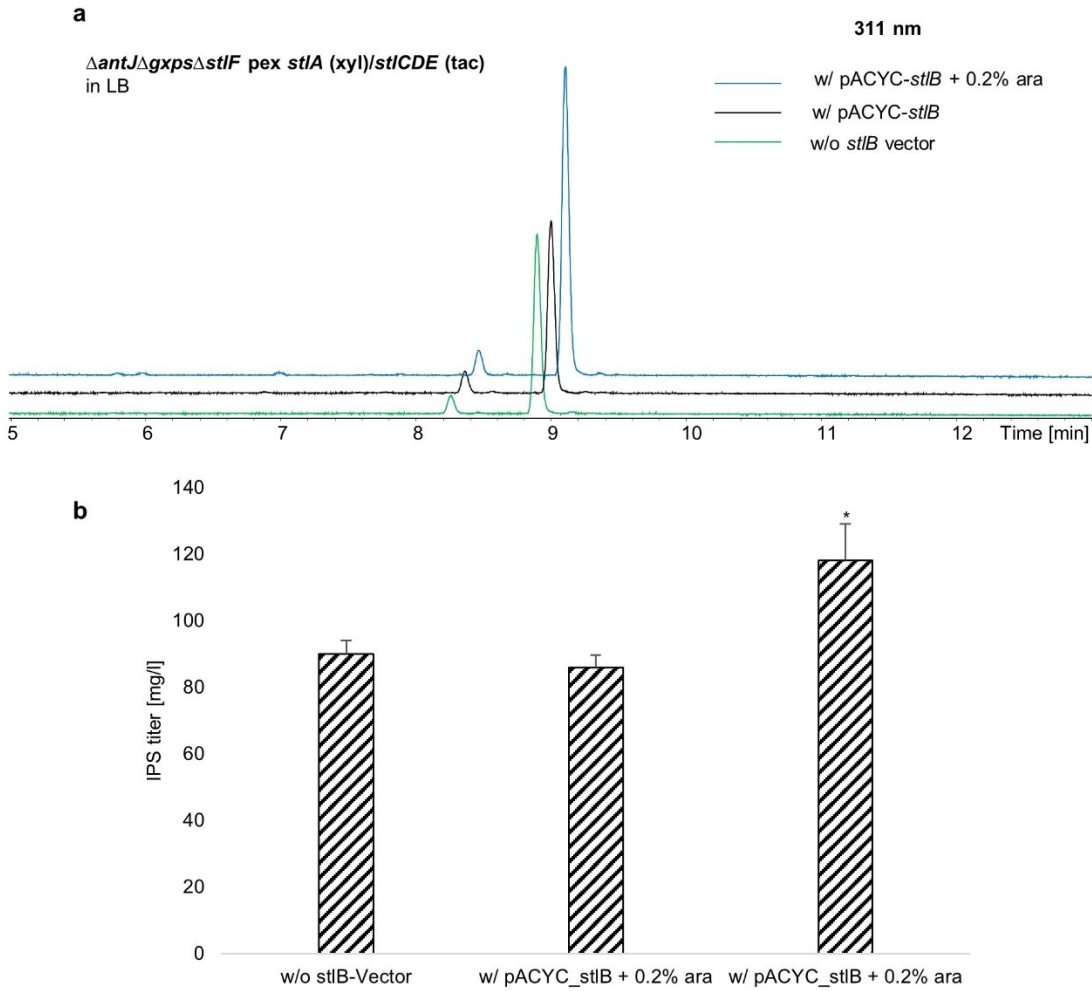 a
311 nm
ΔantJΔgxpsΔstlF pex stlA (xyl)/stlCDE (tac)
in LB
w/ pACYC-stlB + 0.2% ara
w/ pACYC-stlB
w/o stlB vector
5 6 7 8 9 10 11 12 Time [min]
b
IPS titer [mg/l]
140
120
100
80
60
40
20
0
*
w/o stlB-Vector
w/ pACYC_stlB + 0.2% ara
w/ pACYC_stlB + 0.2% ara